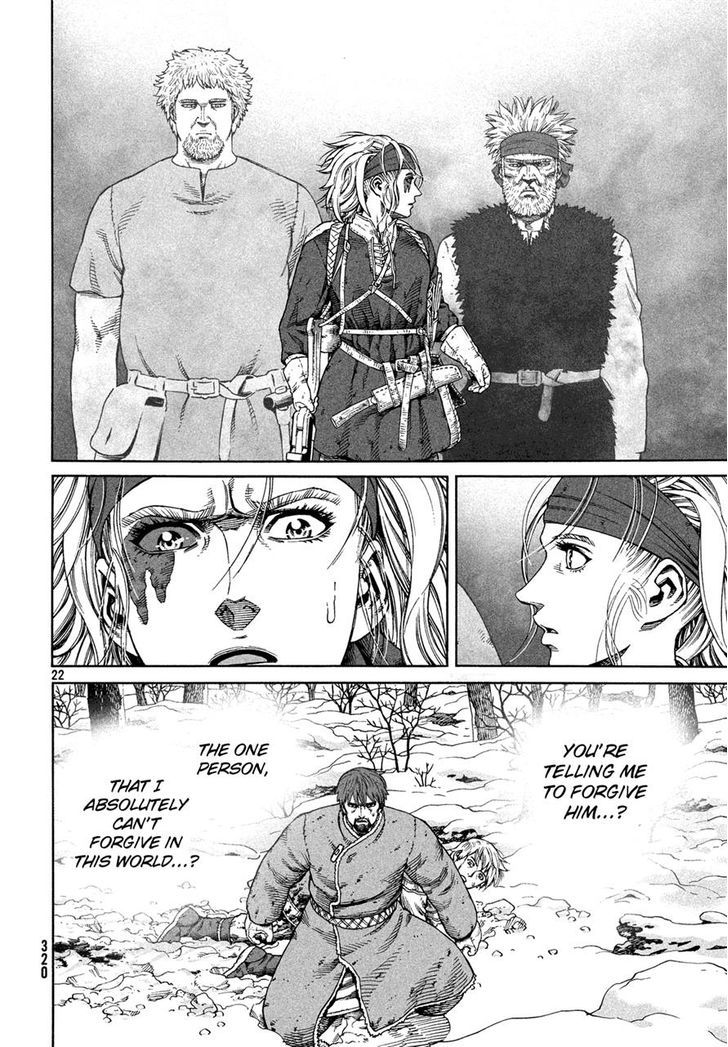 22
YOU'RE
TELLING ME
TO FORGIVE
HIM...?
THE ONE
PERSON,
THAT I
ABSOLUTELY
CAN'T
FORGIVE IN
THIS WORLD...?
320